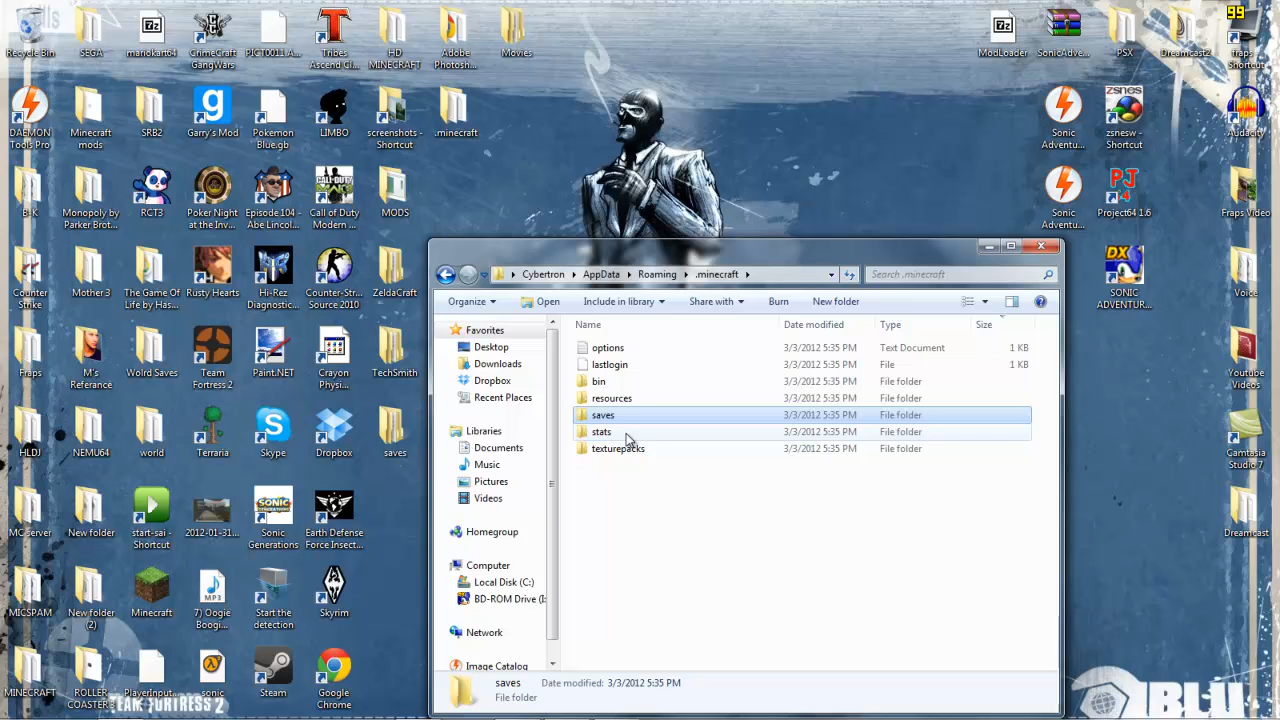 Recycle Bin
SEGA
mariokart64
CrimeCraft GangWars
PICT0011 A...
Tribes Ascend Cl...
HD MINECRAFT
Adobe Photosh...
Movies
ModLoader
SonicAdve...
PSX
Dreamcast2
99
fraps - Shortcut
DAEMON Tools Pro
Minecraft mods
SRB2
Garry's Mod
Pokemon Blue.gb
LIMBO
screenshots - Shortcut
.minecraft
Sonic Adventu...
zsnesw - Shortcut
Audacity
B-K
Monopoly by Parker Brot...
RCT3
Poker Night at the Inv...
Episode 104 - Abe Lincol...
Call of Duty Modern ...
MODS
Sonic Adventu...
PJ 4
Project64 1.6
Fraps Video
Counter Strike
Mother 3
The Game Of Life by Has...
Rusty Hearts
Hi-Rez Diagnostic...
Counter-Str... Source 2010
ZeldaCraft
DX
SONIC ADVENTUR...
Voice
Fraps
M's Referance
Wolrd Saves
Team Fortress 2
Paint.NET
Crayon Physi...
TechSmith
Youtube Videos
HLDJ
NEMU64
world
Terreria
Skype
Dropbox
saves
Camtasia Studio 7
MC server
New folder
start-sai - Shortcut
2012-01-31...
Sonic Generations
Earth Defense Force Insect...
Dreamcast
MICSPAM
New folder (2)
Minecraft
MP3
7) Oogie Boogi...
Start the detection
Skyrim
MINECRAFT
ROLLER COASTER
PlayerInput...
sonic
Steam
Google Chrome
TEAM FORTRESS 2
BLU
Cybertron
AppData
Roaming
.minecraft
Search .minecraft
Organize
Open
Include in library
Share with
Burn
New folder
Favorites
Desktop
Downloads
Dropbox
Recent Places
Libraries
Documents
Music
Pictures
Videos
Homegroup
Computer
Local Disk (C:)
BD-ROM Drive (I:
Network
Image Catalog
Name Date modified Type Size
options 3/3/2012 5:35 PM Text Document 1 KB
lastlogin 3/3/2012 5:35 PM File 1 KB
bin 3/3/2012 5:35 PM File folder
resources 3/3/2012 5:35 PM File folder
saves 3/3/2012 5:35 PM File folder
stats 3/3/2012 5:35 PM File folder
texturepacks 3/3/2012 5:35 PM File folder
saves Date modified: 3/3/2012 5:35 PM
File folder